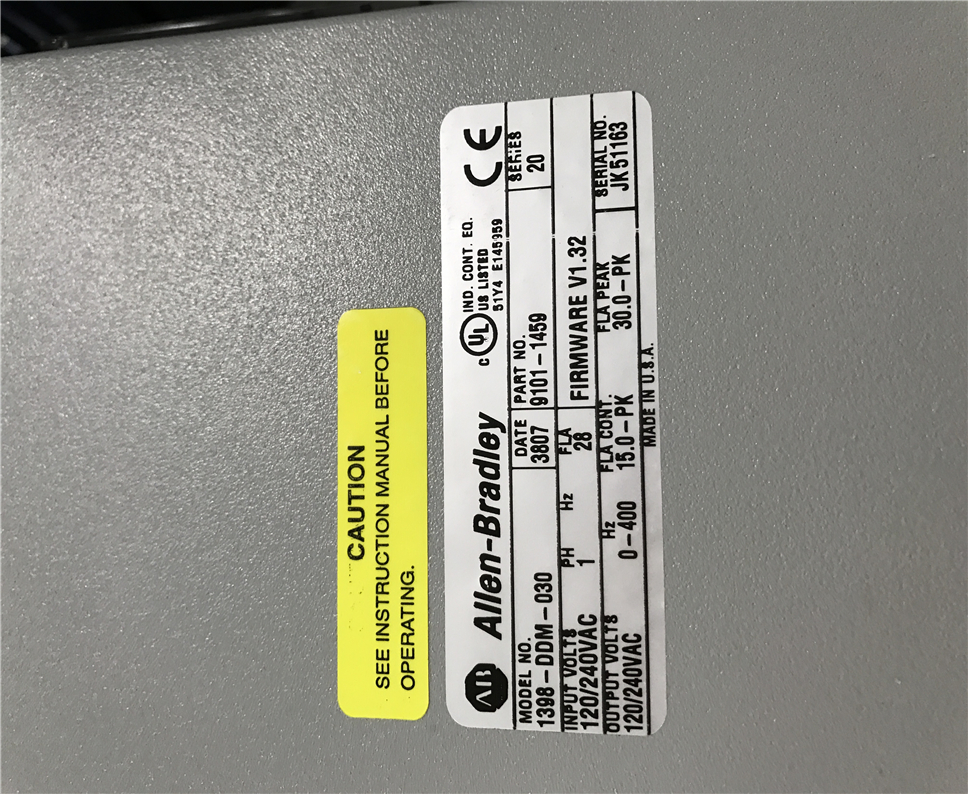 CAUTION
SEE INSTRUCTION MANUAL BEFORE
OPERATING.
AB Allen-Bradley
C UL US LISTED
IND. CONT. EQ.
51Y4 E145959
CE
MODEL NO. DATE PART NO. SERIES
1398-DDM-030 3807 9101-1459 20
INPUT VOLTS PH Hz FLA
120/240VAC 1 28 FIRMWARE V1.32
OUTPUT VOLTS Hz FLA CONT. FLA PEAK SERIAL NO.
120/240VAC 0-400 15.0-PK 30.0-PK JK51163
MADE IN U.S.A.